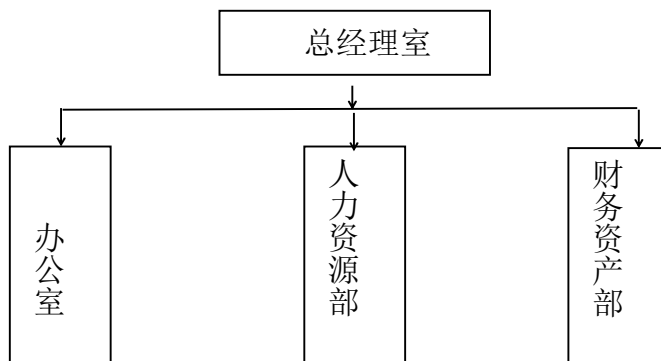 总经理室
办公室
人力资源部
财务资产部